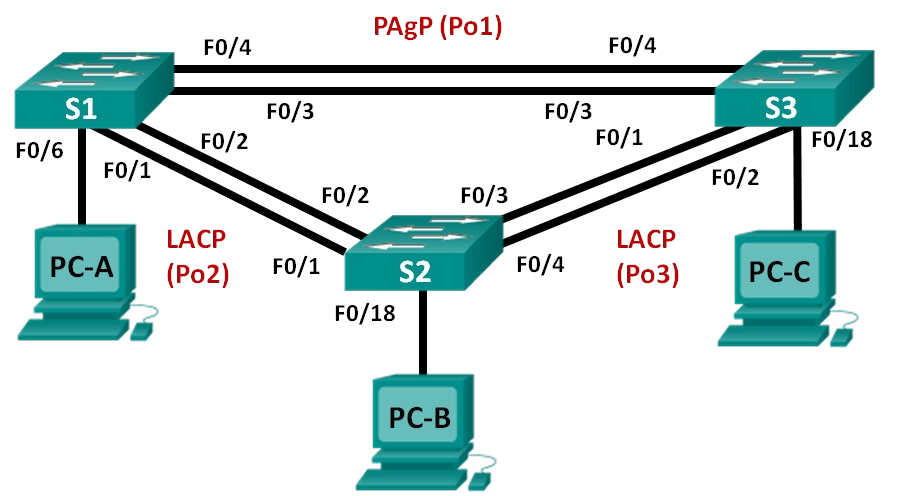 PAgP (Po1)
F0/4
F0/4
S1
S3
F0/3
F0/3
F0/6
F0/2
F0/1
F0/18
F0/1
F0/2
F0/2
F0/3
PC-A
LACP
(Po2)
F0/1
S2
F0/4
LACP
(Po3)
PC-C
F0/18
PC-B